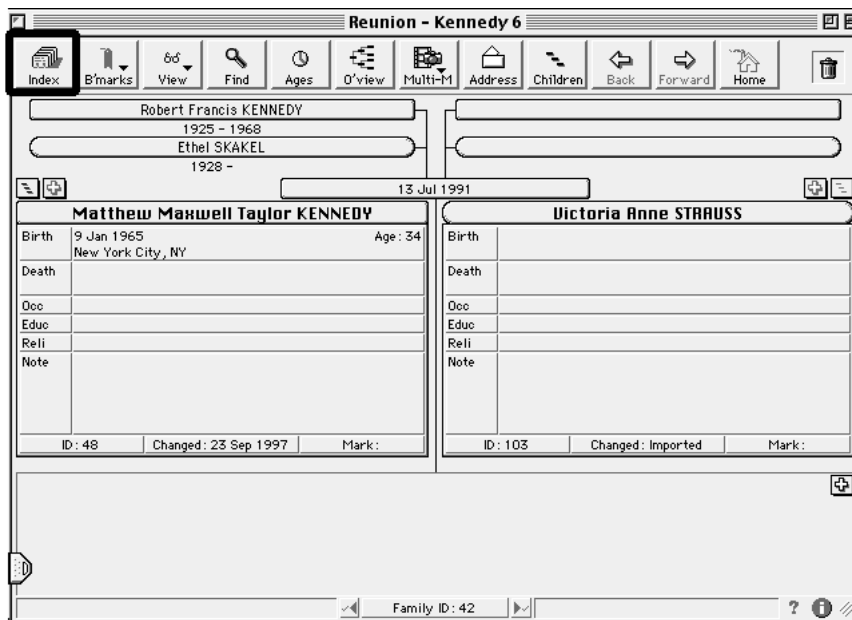 Reunion - Kennedy 6
Index B'marks View Find Ages O'view Multi-M Address Children Back Forward Home
Robert Francis KENNEDY
1925 - 1968
Ethel SKAKEL
1928 -
13 Jul 1991
Matthew Maxwell Taylor KENNEDY Victoria Anne STRAUSS
Birth 9 Jan 1965 Age: 34 Birth
New York City, NY
Death Death
Occ Occ
Educ Educ
Reli Reli
Note Note
ID: 48 Changed: 23 Sep 1997 Mark: ID: 103 Changed: Imported Mark:
Family ID: 42 ?